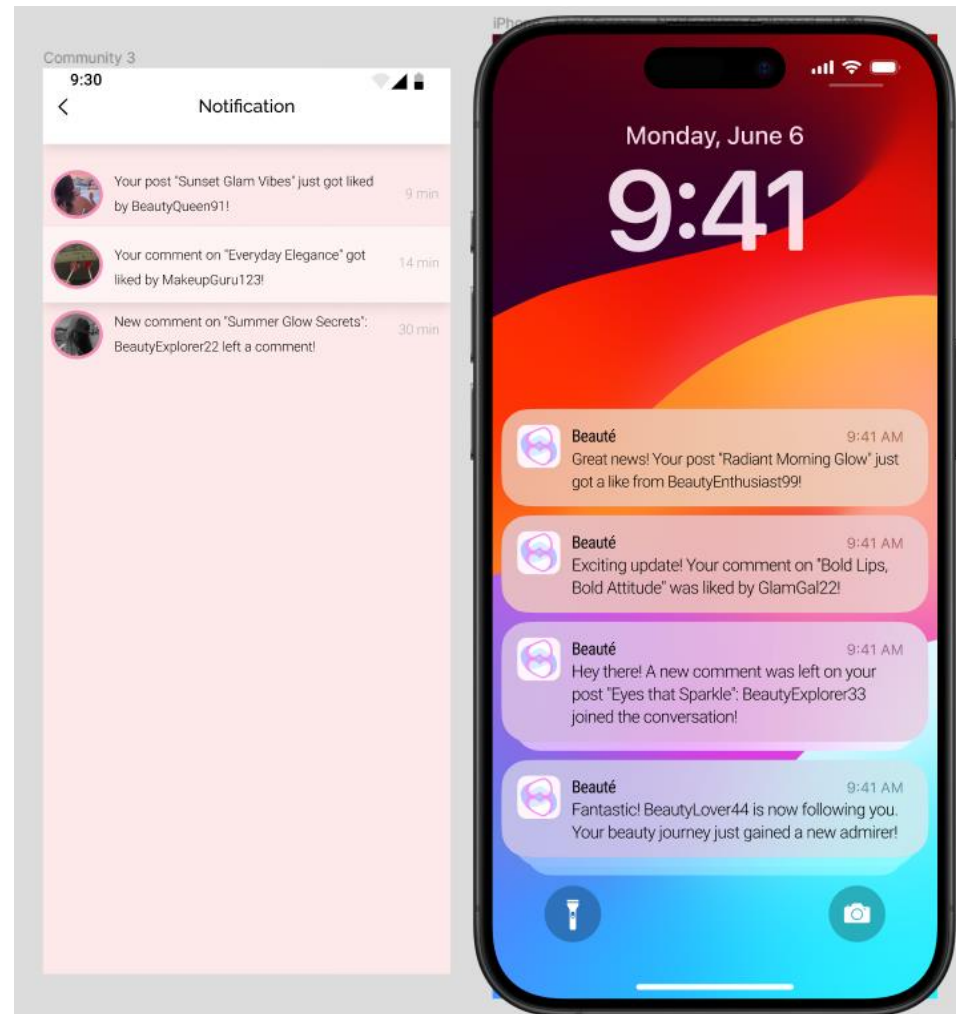 Community 3
9:30
Notification
Your post "Sunset Glam Vibes" just got liked
by BeautyQueen91!
9 min
Your comment on "Everyday Elegance" got
liked by MakeupGuru123!
14 min
New comment on "Summer Glow Secrets":
BeautyExplorer22 left a comment!
30 min
Monday, June 6
9:41
Beauté
9:41 AM
Great news! Your post "Radiant Morning Glow" just
got a like from BeautyEnthusiast99!
Beauté
9:41 AM
Exciting update! Your comment on "Bold Lips,
Bold Attitude" was liked by GlamGal22!
Beauté
9:41 AM
Hey there! A new comment was left on your
post "Eyes that Sparkle": BeautyExplorer33
joined the conversation!
Beauté
9:41 AM
Fantastic! BeautyLover44 is now following you.
Your beauty journey just gained a new admirer!